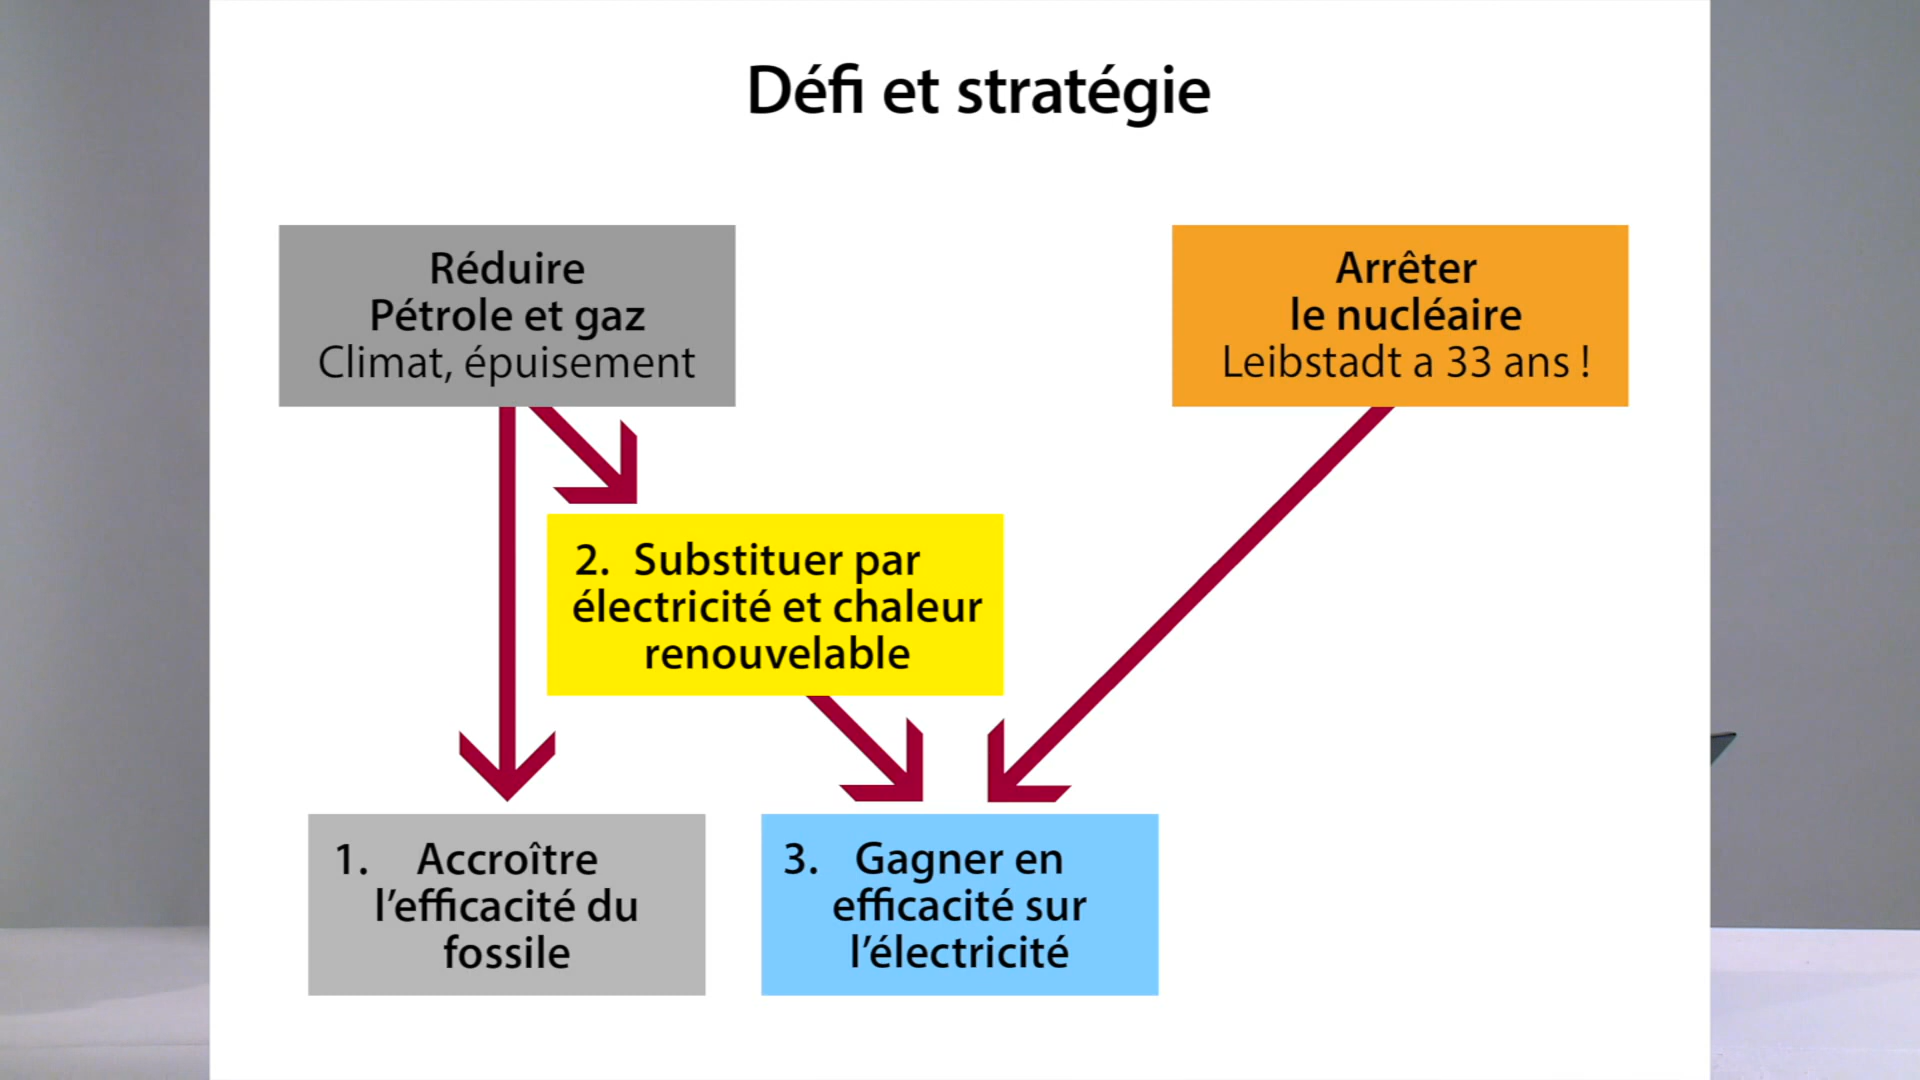 Défi et stratégie
Réduire
Pétrole et gaz
Climat, épuisement
Arrêter
le nucléaire
Leibstadt a 33 ans !
2. Substituer par
électricité et chaleur
renouvelable
1. Accroître
l’efficacité du
fossile
3. Gagner en
efficacité sur
l’électricité